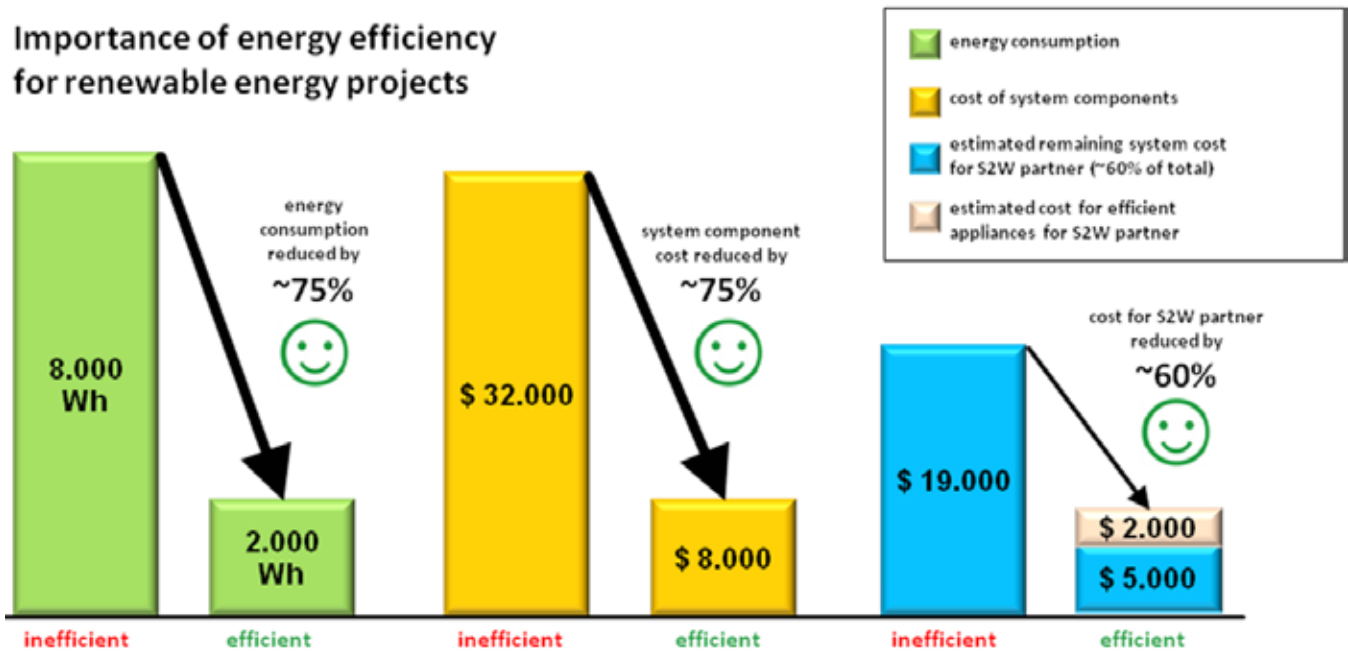 Importance of energy efficiency
for renewable energy projects
energy consumption
cost of system components
estimated remaining system cost
for S2W partner (~60% of total)
estimated cost for efficient
appliances for S2W partner
energy
consumption
reduced by
~75%
8.000
Wh
2.000
Wh
system component
cost reduced by
~75%
$ 32.000
$ 8.000
cost for S2W partner
reduced by
~60%
$ 19.000
$ 2.000
$ 5.000
inefficient
efficient
inefficient
efficient
inefficient
efficient